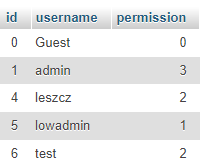 id username permission
0 Guest 0
1 admin 3
4 leszcz 2
5 lowadmin 1
6 test 2